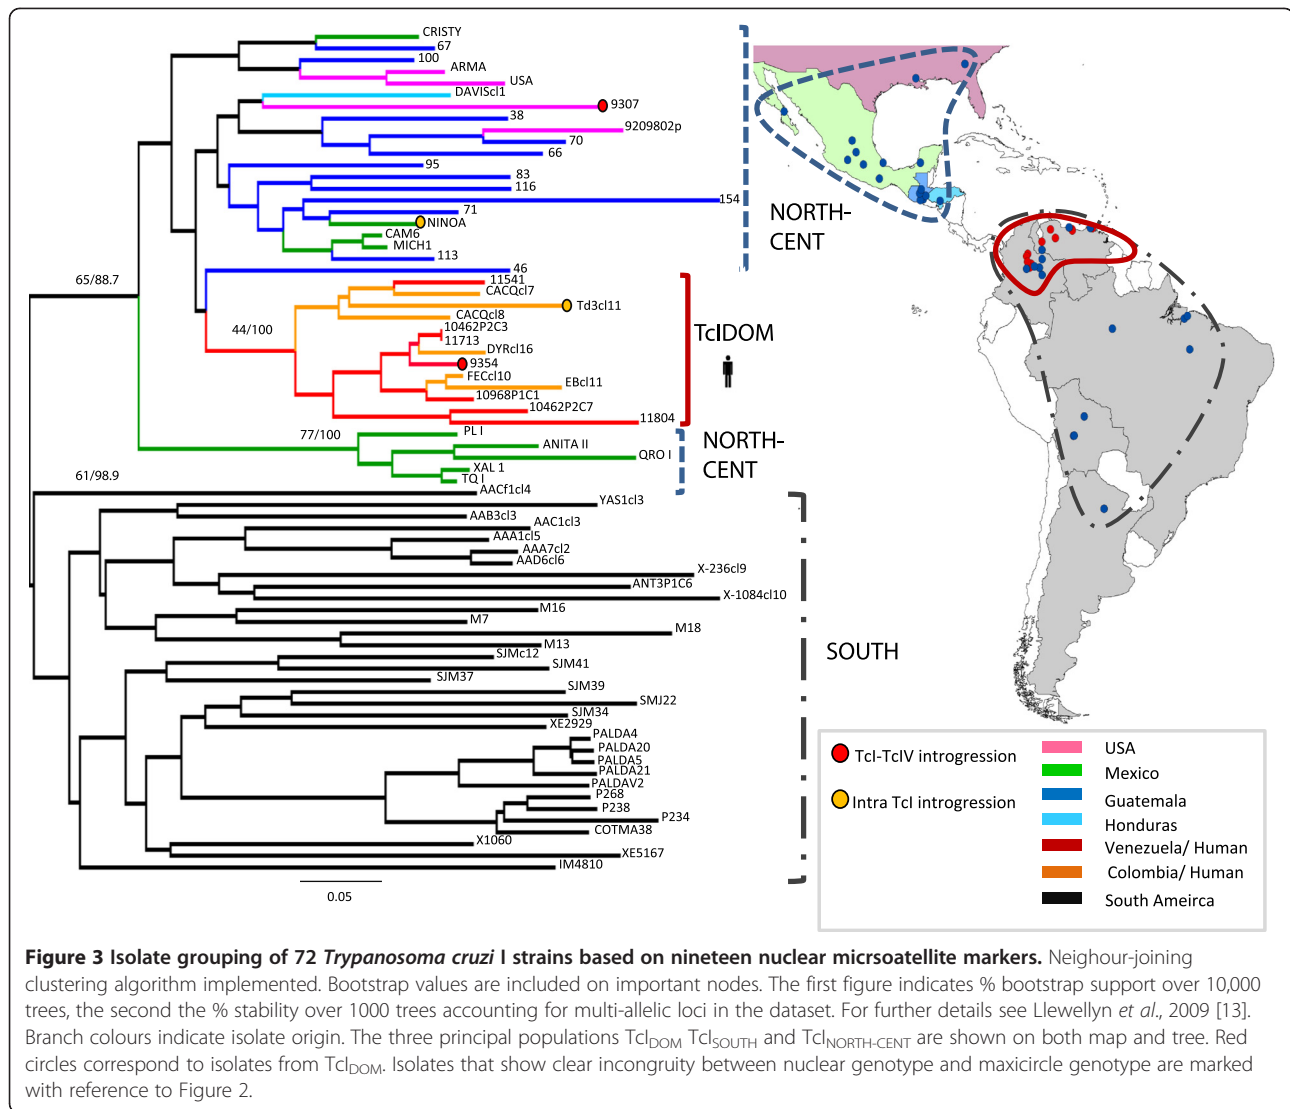 CRISTY
67
100
ARMA
USA
DAVIScl1
9307
38
9209802p
70
66
95
83
116
154
71
NINOA
CAM6
MICH1
113
NORTH-
CENT
65/88.7
46
11541
CACQcl7
Td3cl11
CACQcl8
44/100
10462P2C3
11713
DYRcl16
9354
FECcl10
EBcl11
10968P1C1
10462P2C7
11804
TcIDOM
77/100
PL I
ANITA II
QRO I
XAL 1
TQ I
NORTH-
CENT
61/98.9
AACf1cl4
YAS1cl3
AAB3cl3
AAC1cl3
AAA1cl5
AAA7cl2
AAD6cl6
X-236cl9
ANT3P1C6
X-1084cl10
M16
M7
M18
M13
SJMc12
SJM41
SJM37
SJM39
SMJ22
SJM34
XE2929
PALDA4
PALDA20
PALDA5
PALDA21
PALDAV2
P268
P238
P234
COTMA38
X1060
XE5167
IM4810
SOUTH
0.05
TcI-TcIV introgression
Intra TcI introgression
USA
Mexico
Guatemala
Honduras
Venezuela/ Human
Colombia/ Human
South Ameirca
Figure 3 Isolate grouping of 72 Trypanosoma cruzi I strains based on nineteen nuclear micrsoatellite markers. Neighour-joining
clustering algorithm implemented. Bootstrap values are included on important nodes. The first figure indicates % bootstrap support over 10,000
trees, the second the % stability over 1000 trees accounting for multi-allelic loci in the dataset. For further details see Llewellyn et al., 2009 [13].
Branch colours indicate isolate origin. The three principal populations TcIDOM TcISOUTH and TcINORTH-CENT are shown on both map and tree. Red
circles correspond to isolates from TcIDOM. Isolates that show clear incongruity between nuclear genotype and maxicircle genotype are marked
with reference to Figure 2.